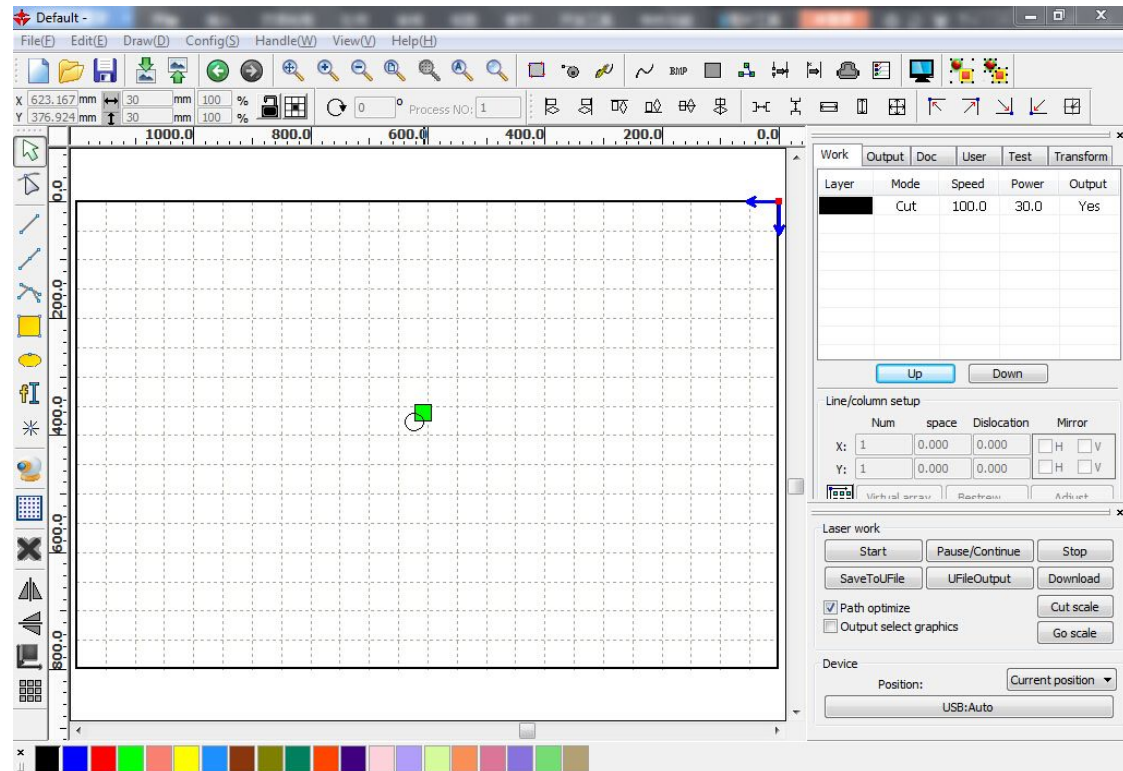 Default -
File(F) Edit(E) Draw(D) Config(S) Handle(W) View(V) Help(H)
BMP
X 623.167 mm 30 mm 100 %
Y 376.924 mm 30 mm 100 %
0 ° Process NO: 1
1000.0 800.0 600.0 400.0 200.0 0.0
0.0
200.0
400.0
600.0
800.0
Work Output Doc User Test Transform
Layer Mode Speed Power Output
Cut 100.0 30.0 Yes
Up Down
Line/column setup
Num space Dislocation Mirror
X: 1 0.000 0.000 H V
Y: 1 0.000 0.000 H V
Virtual array Bestrew Adjust
Laser work
Start Pause/Continue Stop
SaveToUFile UFileOutput Download
Path optimize Cut scale
Output select graphics Go scale
Device
Position: Current position
USB:Auto